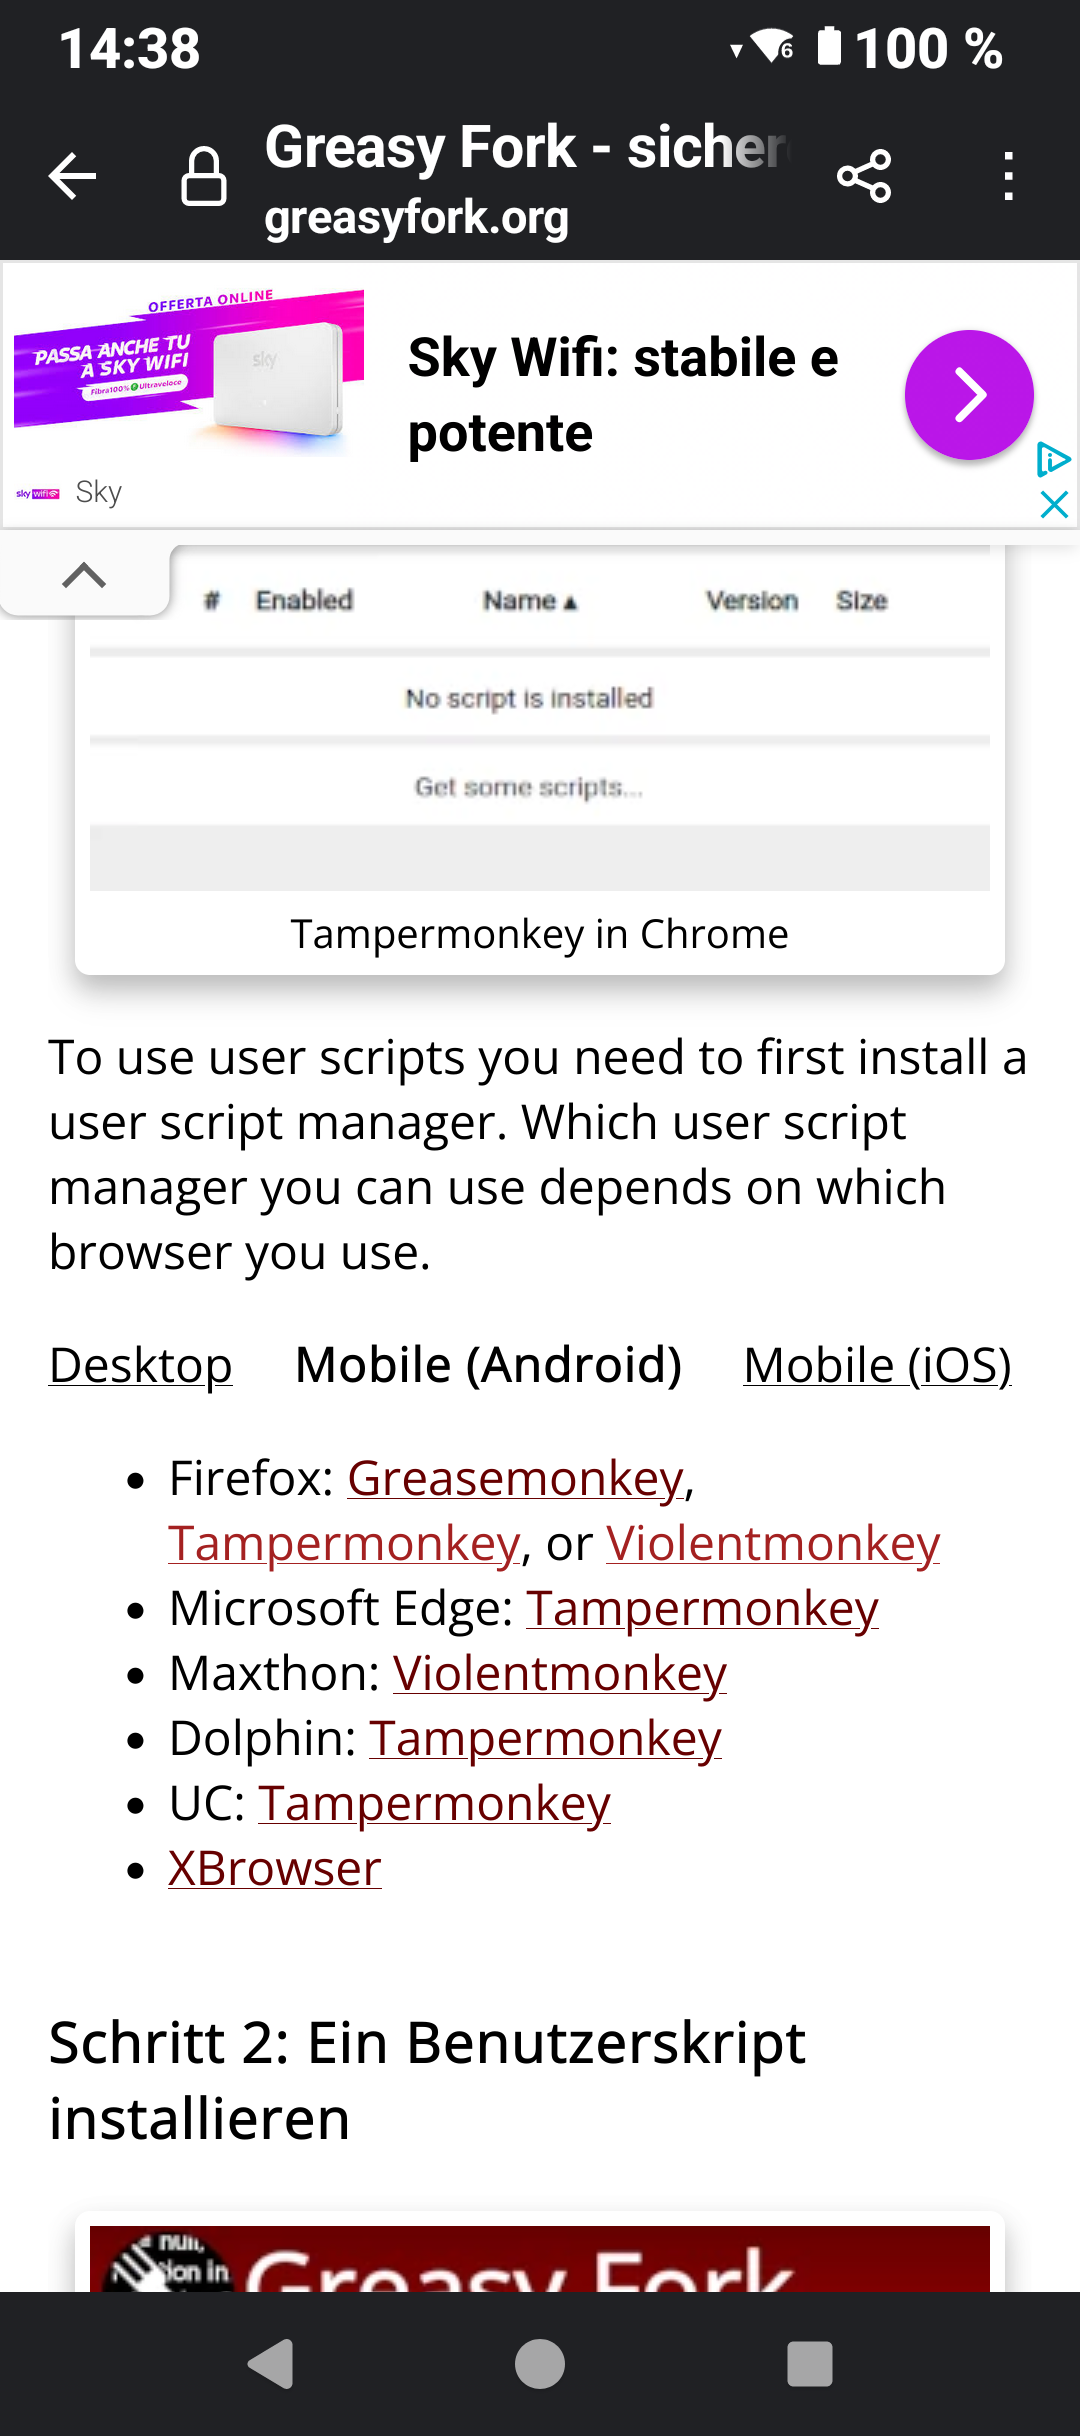 14:38
6 100 %
Greasy Fork - sicher
greasyfork.org
OFFERTA ONLINE
PASSA ANCHE TU
A SKY WIFI
Fibra100% Ultraveloce
sky
Sky Wifi: stabile e
potente
sky wifi Sky
# Enabled Name ▲ Version Size
No script is installed
Get some scripts...
Tampermonkey in Chrome
To use user scripts you need to first install a
user script manager. Which user script
manager you can use depends on which
browser you use.
Desktop Mobile (Android) Mobile (iOS)
• Firefox: Greasemonkey,
Tampermonkey, or Violentmonkey
• Microsoft Edge: Tampermonkey
• Maxthon: Violentmonkey
• Dolphin: Tampermonkey
• UC: Tampermonkey
• XBrowser
Schritt 2: Ein Benutzerskript
installieren
Greasy Fork